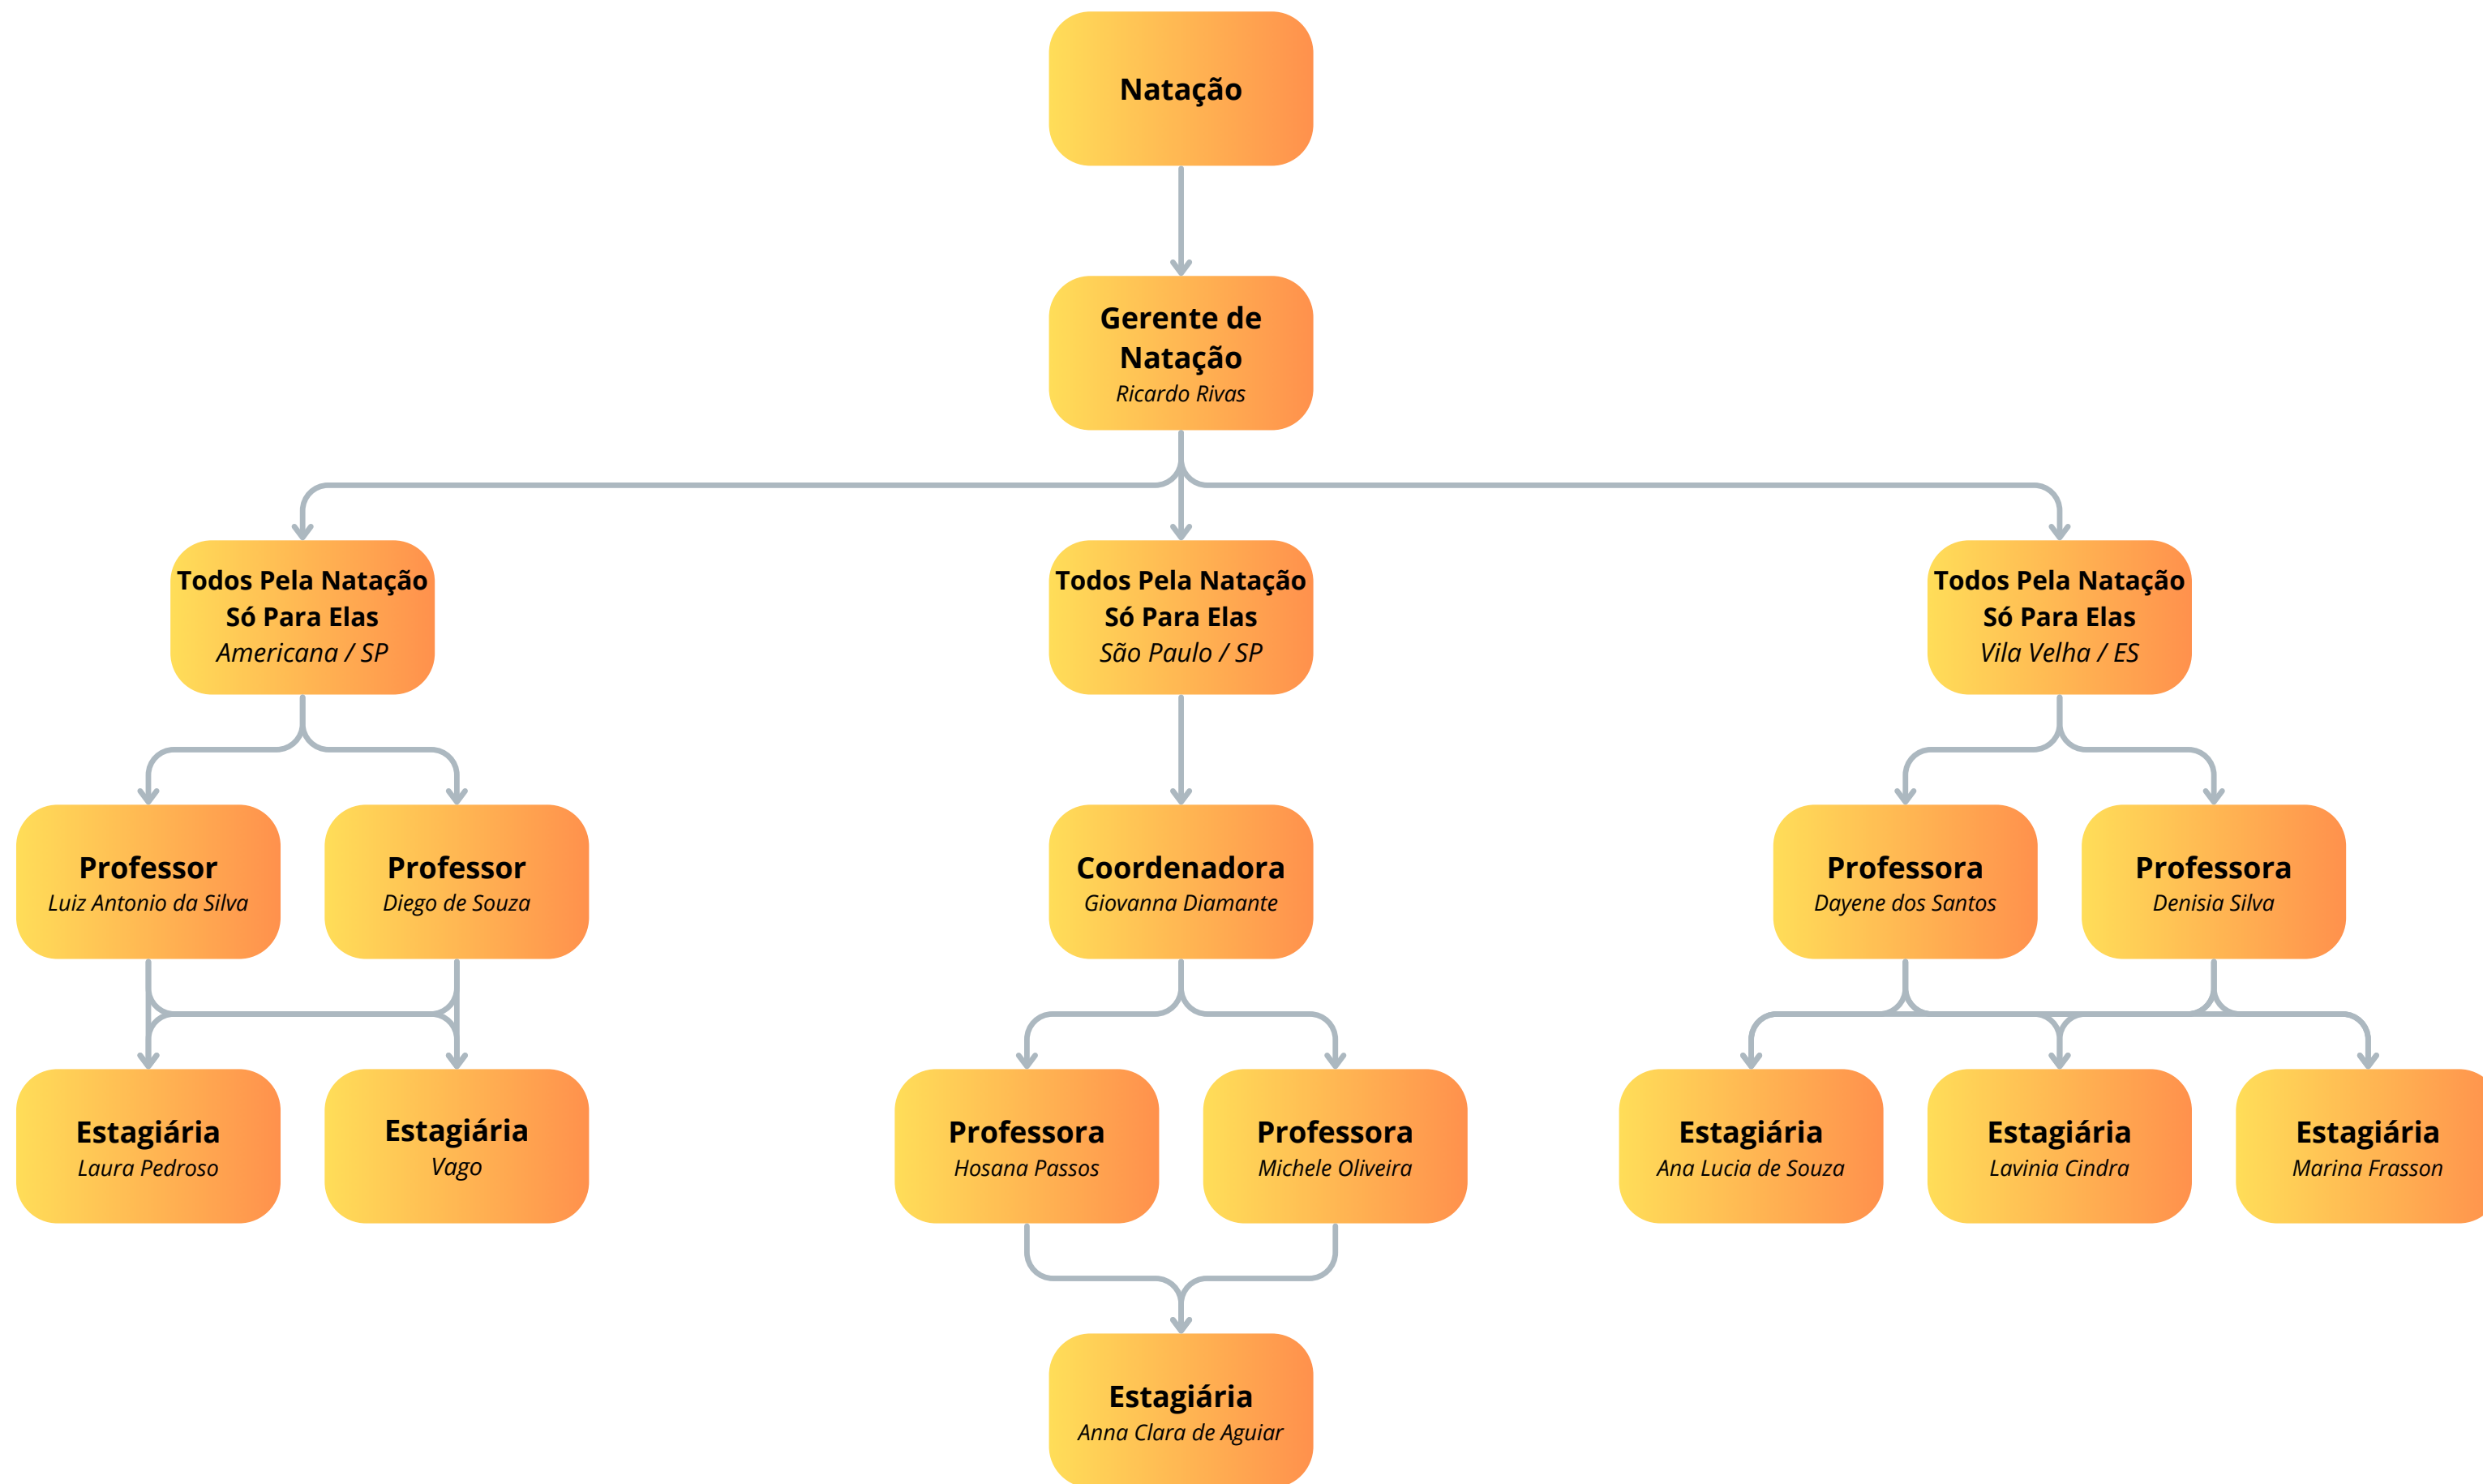 Natação
Gerente de
Natação
Ricardo Rivas
Todos Pela Natação
Só Para Elas
Americana / SP
Todos Pela Natação
Só Para Elas
São Paulo / SP
Todos Pela Natação
Só Para Elas
Vila Velha / ES
Professor
Luiz Antonio da Silva
Professor
Diego de Souza
Coordenadora
Giovanna Diamante
Professora
Dayene dos Santos
Professora
Denisia Silva
Estagiária
Laura Pedroso
Estagiária
Vago
Professora
Hosana Passos
Professora
Michele Oliveira
Estagiária
Ana Lucia de Souza
Estagiária
Lavinia Cindra
Estagiária
Marina Frasson
Estagiária
Anna Clara de Aguiar